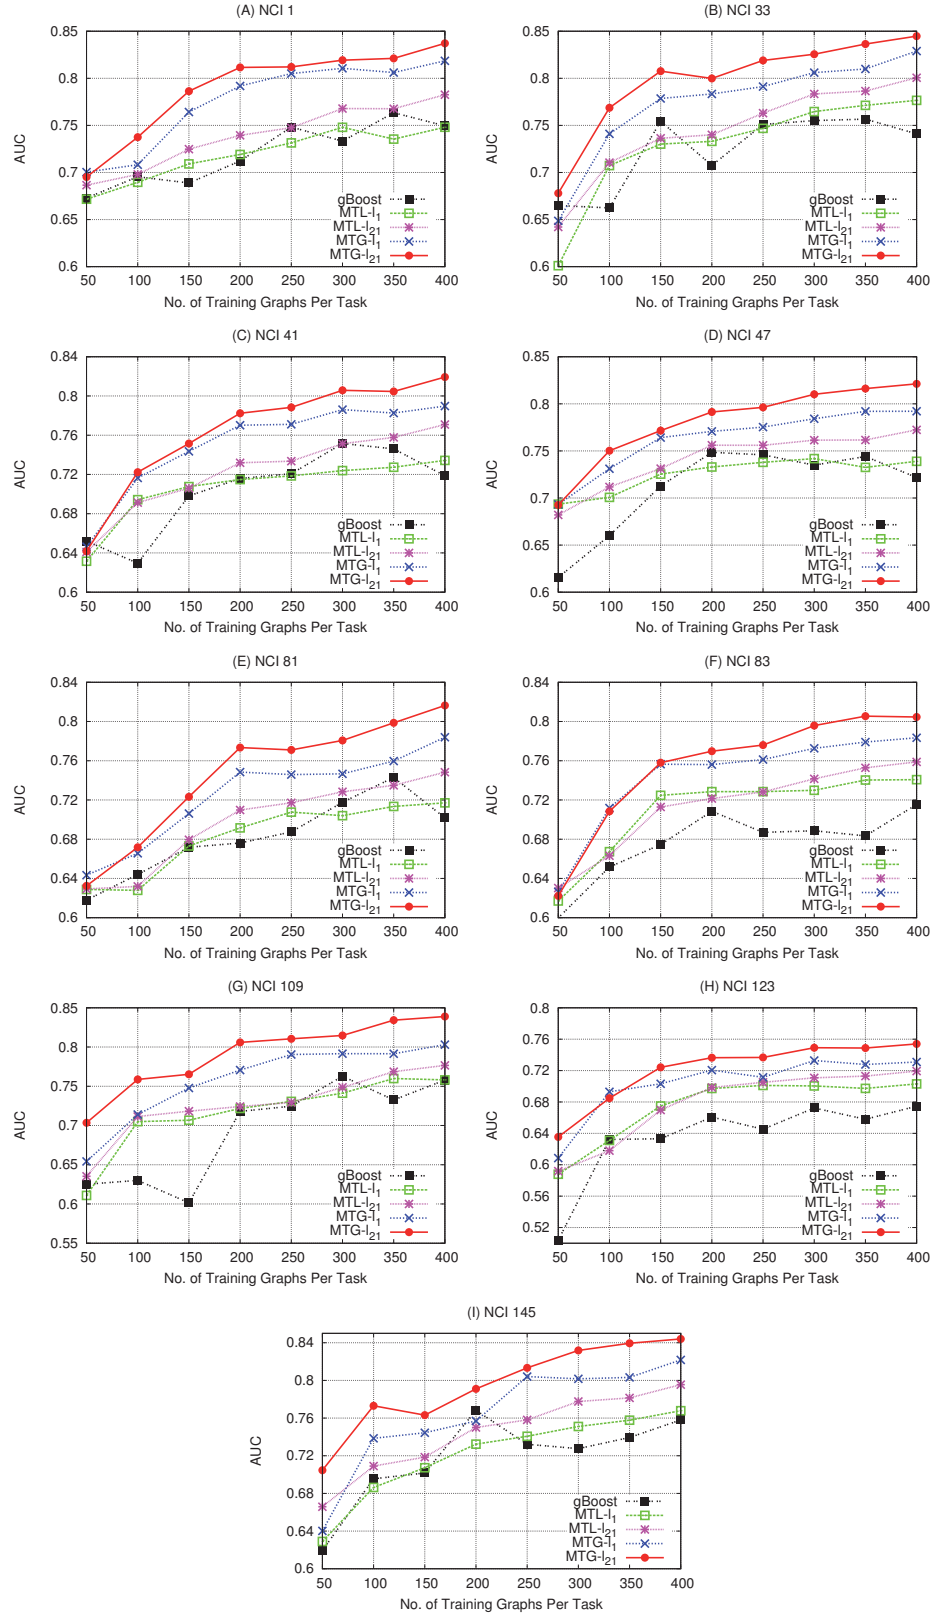 (A) NCI 1
0.85
0.8
0.75
0.7
0.65
0.6
AUC
gBoost
MTL-l1
MTL-l21
MTG-l1
MTG-l21
50 100 150 200 250 300 350 400
No. of Training Graphs Per Task
(B) NCI 33
0.85
0.8
0.75
0.7
0.65
0.6
AUC
gBoost
MTL-l1
MTL-l21
MTG-l1
MTG-l21
50 100 150 200 250 300 350 400
No. of Training Graphs Per Task
(C) NCI 41
0.84
0.8
0.76
0.72
0.68
0.64
0.6
AUC
gBoost
MTL-l1
MTL-l21
MTG-l1
MTG-l21
50 100 150 200 250 300 350 400
No. of Training Graphs Per Task
(D) NCI 47
0.85
0.8
0.75
0.7
0.65
0.6
AUC
gBoost
MTL-l1
MTL-l21
MTG-l1
MTG-l21
50 100 150 200 250 300 350 400
No. of Training Graphs Per Task
(E) NCI 81
0.84
0.8
0.76
0.72
0.68
0.64
0.6
AUC
gBoost
MTL-l1
MTL-l21
MTG-l1
MTG-l21
50 100 150 200 250 300 350 400
No. of Training Graphs Per Task
(F) NCI 83
0.84
0.8
0.76
0.72
0.68
0.64
0.6
AUC
gBoost
MTL-l1
MTL-l21
MTG-l1
MTG-l21
50 100 150 200 250 300 350 400
No. of Training Graphs Per Task
(G) NCI 109
0.85
0.8
0.75
0.7
0.65
0.6
0.55
AUC
gBoost
MTL-l1
MTL-l21
MTG-l1
MTG-l21
50 100 150 200 250 300 350 400
No. of Training Graphs Per Task
(H) NCI 123
0.8
0.76
0.72
0.68
0.64
0.6
0.56
0.52
AUC
gBoost
MTL-l1
MTL-l21
MTG-l1
MTG-l21
50 100 150 200 250 300 350 400
No. of Training Graphs Per Task
(I) NCI 145
0.84
0.8
0.76
0.72
0.68
0.64
0.6
AUC
gBoost
MTL-l1
MTL-l21
MTG-l1
MTG-l21
50 100 150 200 250 300 350 400
No. of Training Graphs Per Task